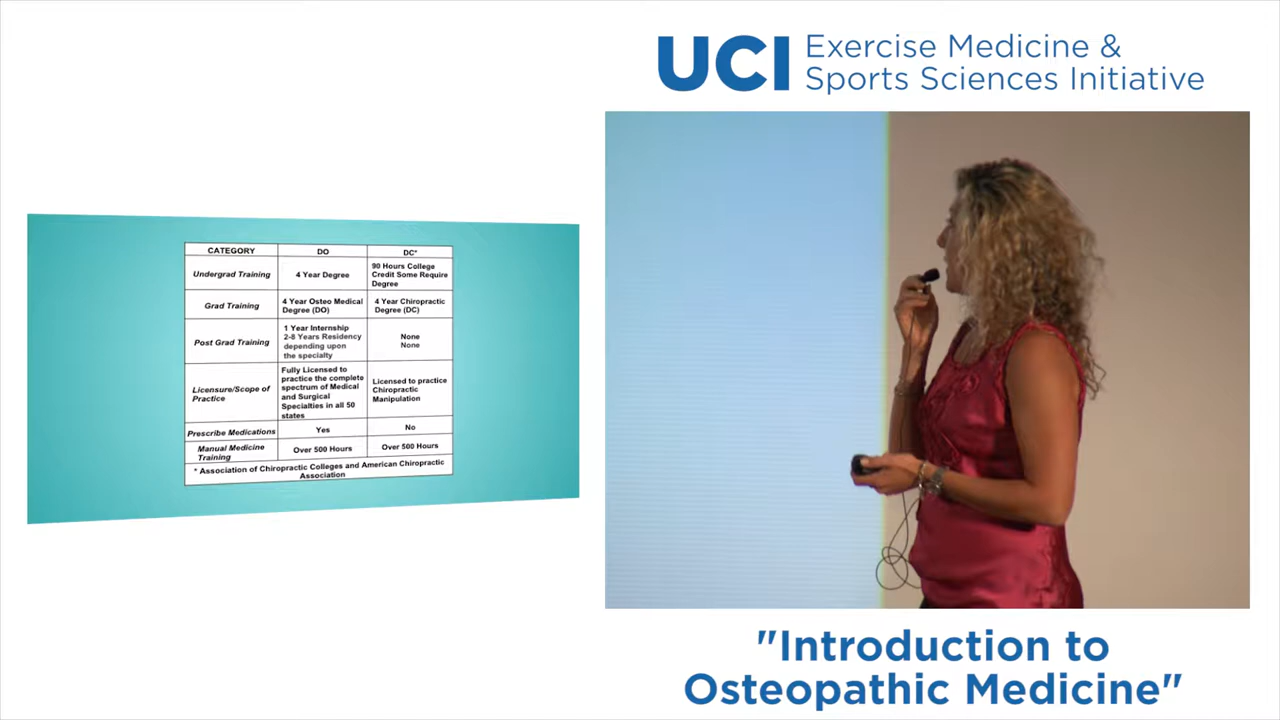 UCI Exercise Medicine &
Sports Sciences Initiative
CATEGORY DO DC*
Undergrad Training 4 Year Degree 90 Hours College
Credit Some Require
Degree
Grad Training 4 Year Osteo Medical
Degree (DO) 4 Year Chiropractic
Degree (DC)
Post Grad Training 1 Year Internship
2-8 Years Residency
depending upon
the specialty None
None
Licensure/Scope of
Practice Fully Licensed to
practice the complete
spectrum of Medical
and Surgical
Specialties in all 50
states Licensed to practice
Chiropractic
Manipulation
Prescribe Medications Yes No
Manual Medicine
Training Over 500 Hours Over 500 Hours
* Association of Chiropractic Colleges and American Chiropractic
Association
"Introduction to
Osteopathic Medicine"